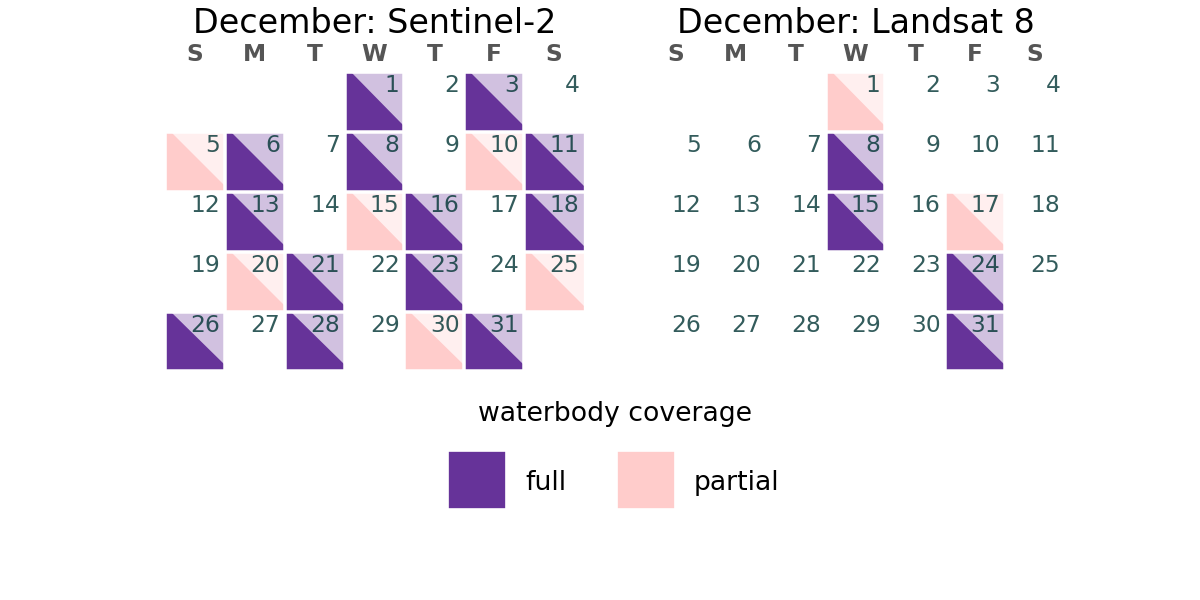 December: Sentinel-2
S M T W T F S
1 2 3 4
5 6 7 8 9 10 11
12 13 14 15 16 17 18
19 20 21 22 23 24 25
26 27 28 29 30 31
December: Landsat 8
S M T W T F S
1 2 3 4
5 6 7 8 9 10 11
12 13 14 15 16 17 18
19 20 21 22 23 24 25
26 27 28 29 30 31
waterbody coverage
full partial